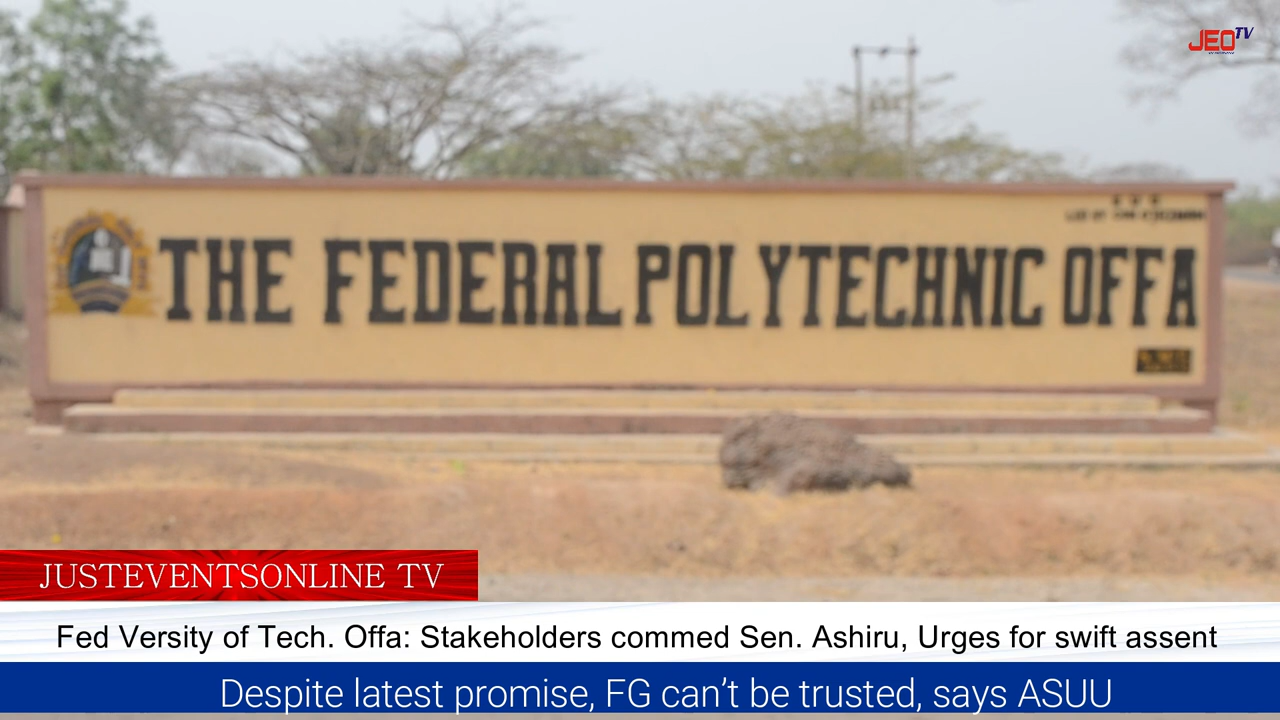 JEOTV
THE FEDERAL POLYTECHNIC OFFA
JUSTEVENTSONLINE TV
Fed Versity of Tech. Offa: Stakeholders commed Sen. Ashiru, Urges for swift assent
Despite latest promise, FG can't be trusted, says ASUU